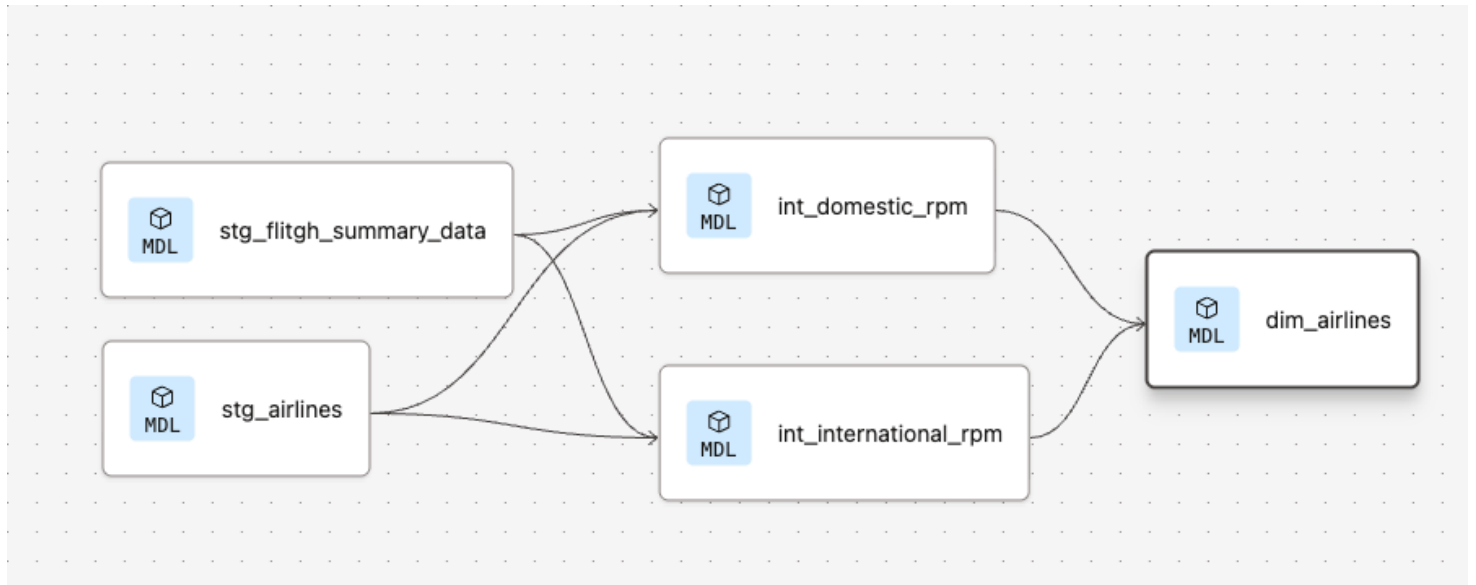 MDL
stg_flitgh_summary_data
MDL
stg_airlines
MDL
int_domestic_rpm
MDL
int_international_rpm
MDL
dim_airlines